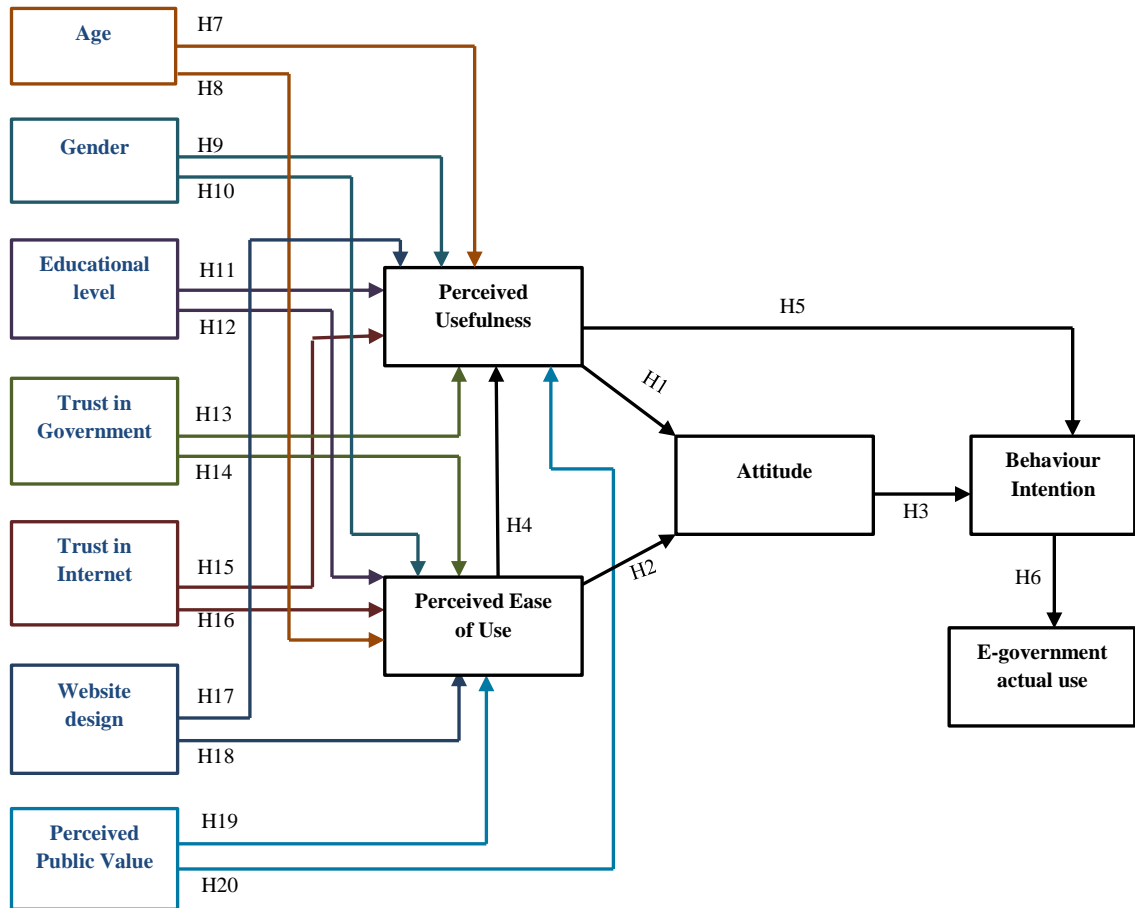 Age
H7
H8
Gender
H9
H10
Educational
level
H11
H12
Perceived
Usefulness
H5
H1
Trust in
Government
H13
H14
Attitude
Behaviour
Intention
H3
H4
H2
Trust in
Internet
H15
H16
Perceived Ease
of Use
H6
E-government
actual use
Website
design
H17
H18
Perceived
Public Value
H19
H20